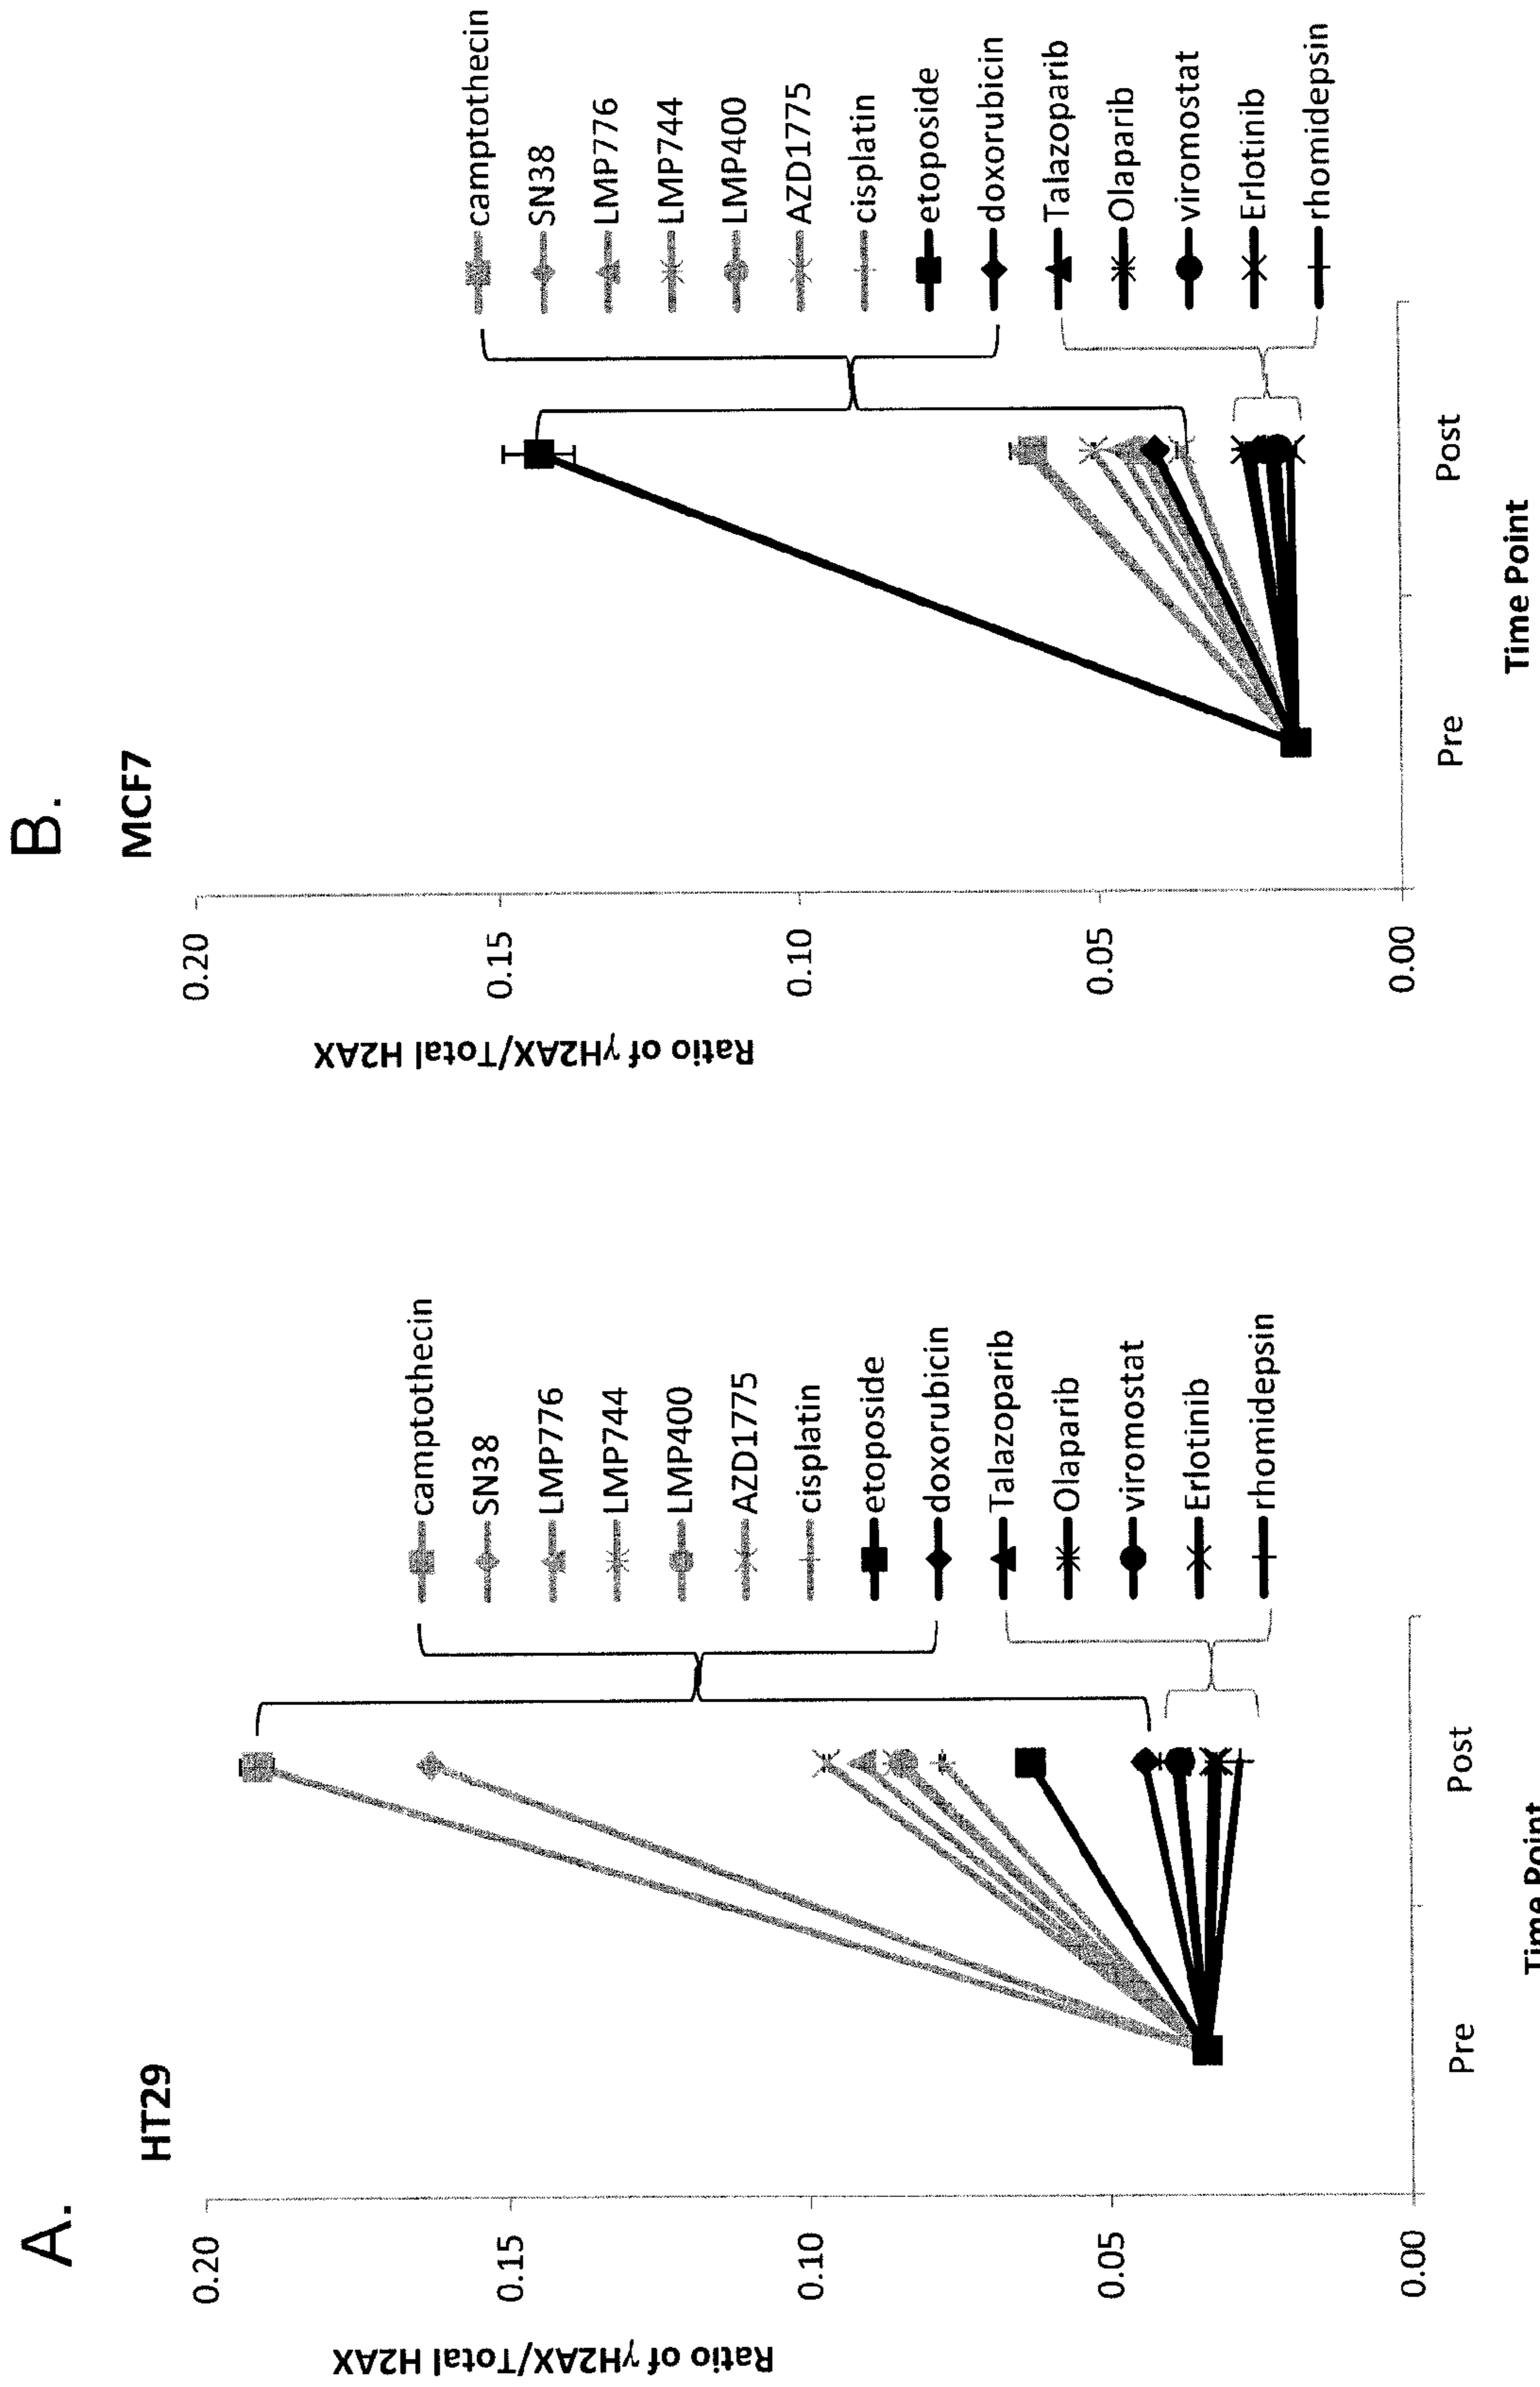 A.
HT29
Ratio of γH2AX/Total H2AX
0.20
0.15
0.10
0.05
0.00
Pre
Post
Time Point
camptothecin
SN38
LMP776
LMP744
LMP400
AZD1775
cisplatin
etoposide
doxorubicin
Talazoparib
Olaparib
viromostat
Erlotinib
rhomidepsin
B.
MCF7
Ratio of γH2AX/Total H2AX
0.20
0.15
0.10
0.05
0.00
Pre
Post
Time Point
camptothecin
SN38
LMP776
LMP744
LMP400
AZD1775
cisplatin
etoposide
doxorubicin
Talazoparib
Olaparib
viromostat
Erlotinib
rhomidepsin